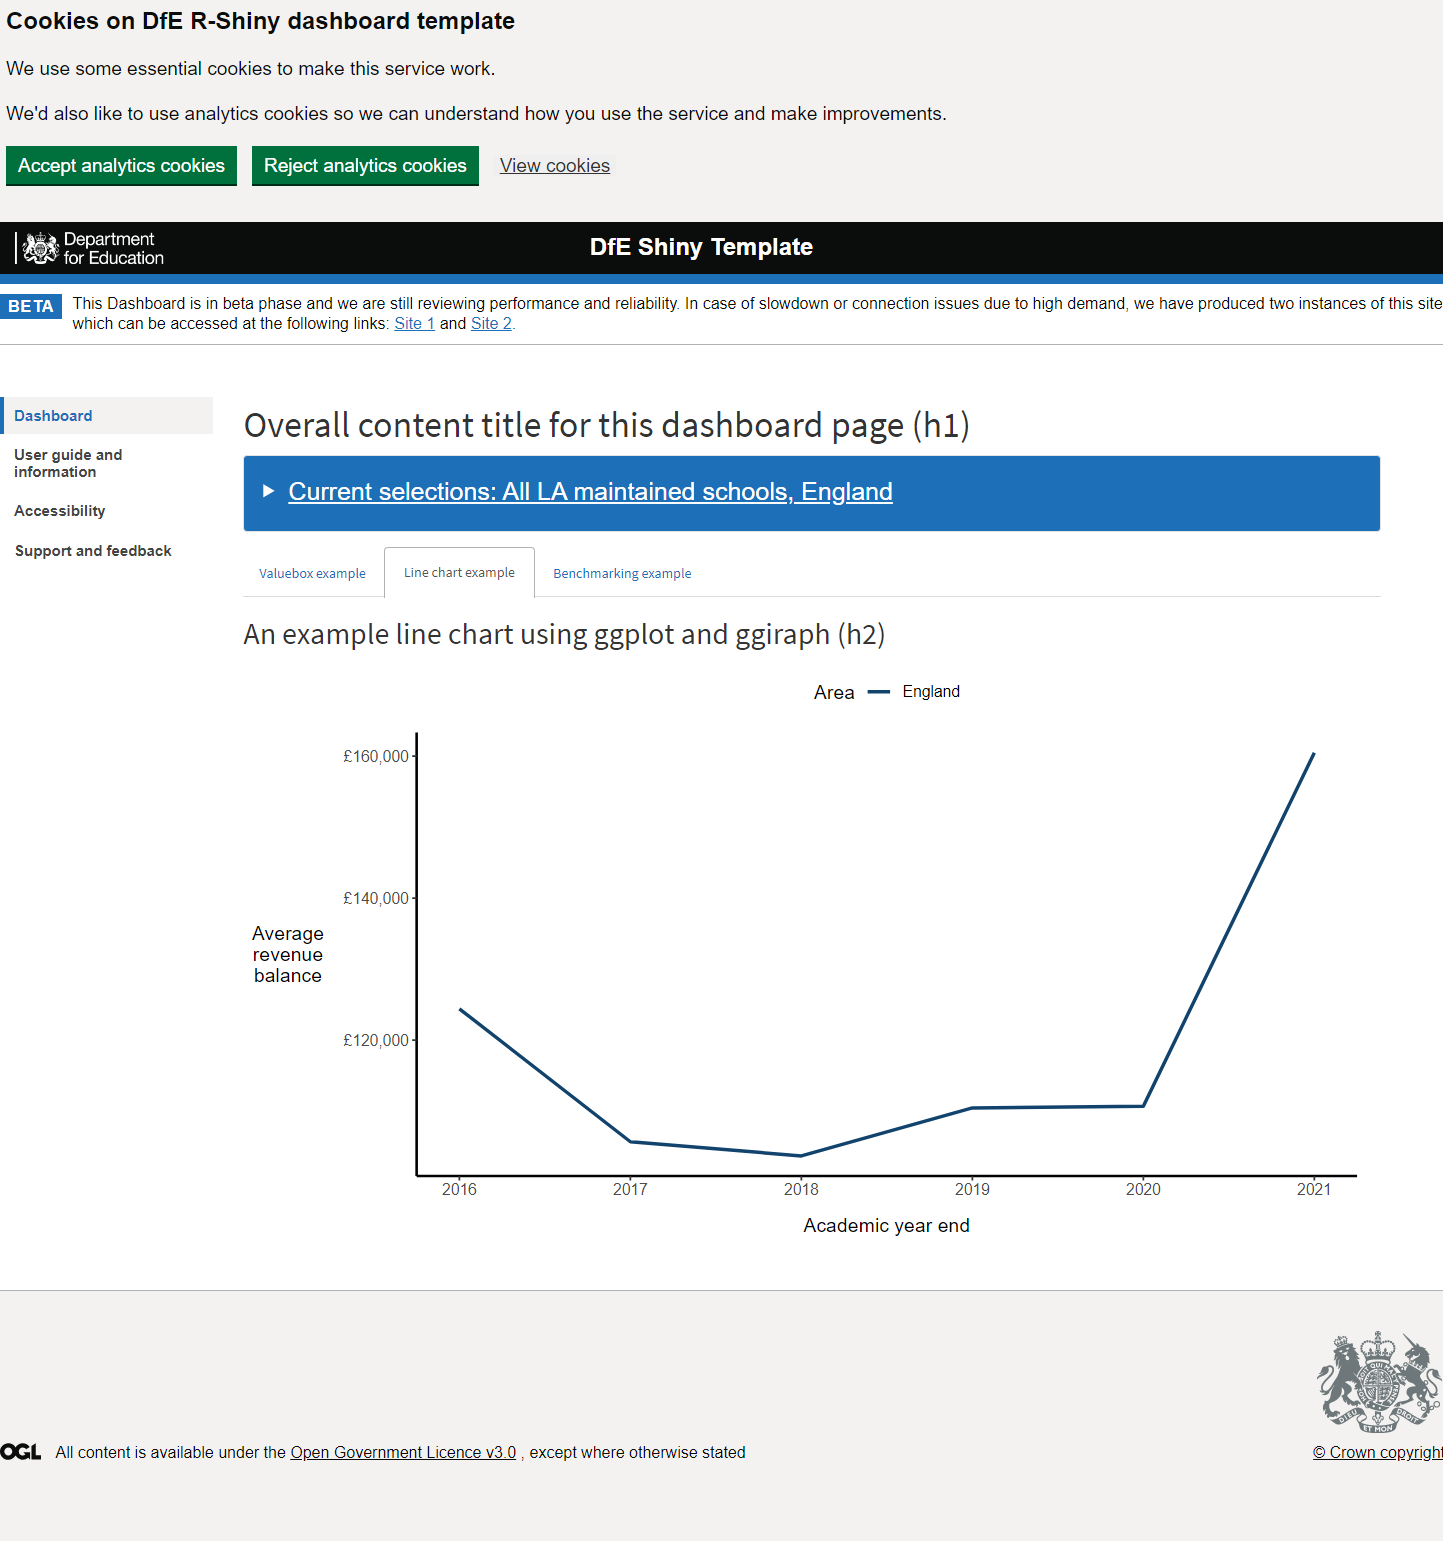 Cookies on DfE R-Shiny dashboard template
We use some essential cookies to make this service work.
We'd also like to use analytics cookies so we can understand how you use the service and make improvements.
Accept analytics cookies Reject analytics cookies View cookies
Department
for Education
DfE Shiny Template
BETA This Dashboard is in beta phase and we are still reviewing performance and reliability. In case of slowdown or connection issues due to high demand, we have produced two instances of this site
which can be accessed at the following links: Site 1 and Site 2.
Dashboard
User guide and
information
Accessibility
Support and feedback
Overall content title for this dashboard page (h1)
Current selections: All LA maintained schools, England
Valuebox example Line chart example Benchmarking example
An example line chart using ggplot and ggiraph (h2)
Area England
£160,000
£140,000
£120,000
Average
revenue
balance
2016 2017 2018 2019 2020 2021
Academic year end
DIEU ET MON DROIT
OGL All content is available under the Open Government Licence v3.0 , except where otherwise stated
© Crown copyright